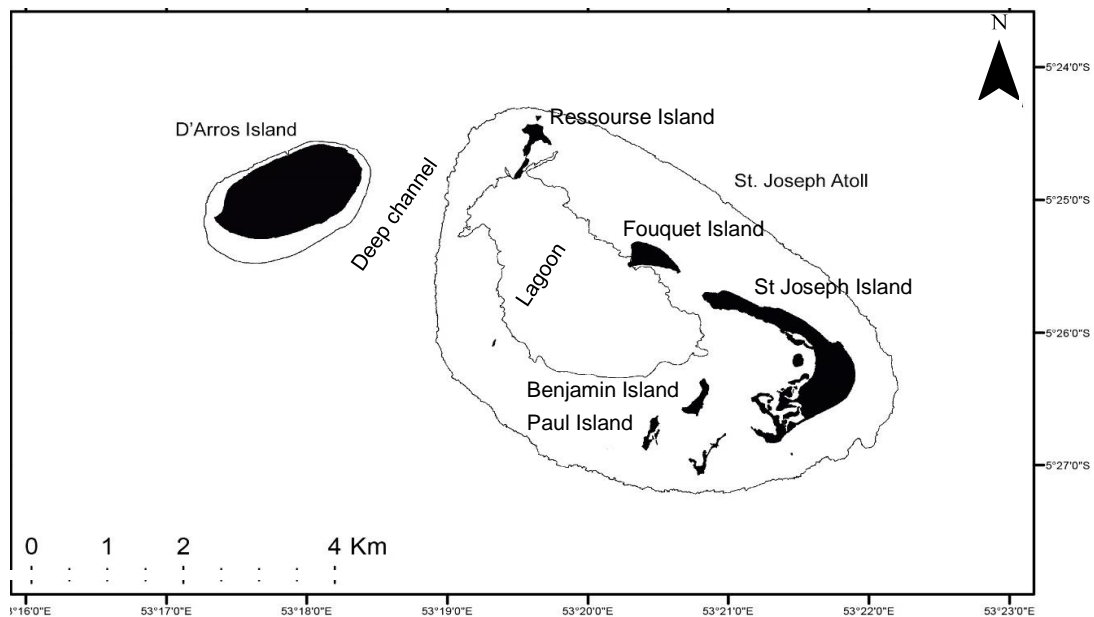 N
5°24'0"S
Ressourse Island
D'Arros Island
Deep channel
St. Joseph Atoll
5°25'0"S
Fouquet Island
Lagoon
St Joseph Island
5°26'0"S
Benjamin Island
Paul Island
5°27'0"S
0 1 2 4 Km
°16'0"E 53°17'0"E 53°18'0"E 53°19'0"E 53°20'0"E 53°21'0"E 53°22'0"E 53°23'0"E